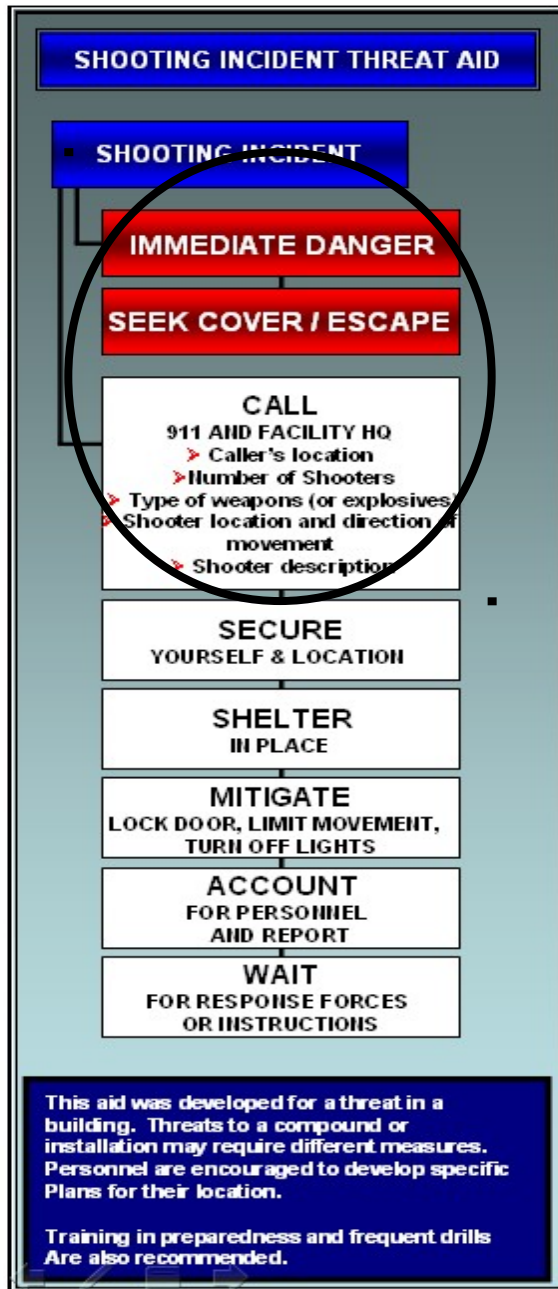 SHOOTING INCIDENT THREAT AID
SHOOTING INCIDENT
IMMEDIATE DANGER
SEEK COVER / ESCAPE
CALL
911 AND FACILITY HQ
➢ Caller's location
➢Number of Shooters
➢ Type of weapons (or explosives)
➢ Shooter location and direction of
movement
➢ Shooter description
SECURE
YOURSELF & LOCATION
SHELTER
IN PLACE
MITIGATE
LOCK DOOR, LIMIT MOVEMENT,
TURN OFF LIGHTS
ACCOUNT
FOR PERSONNEL
AND REPORT
WAIT
FOR RESPONSE FORCES
OR INSTRUCTIONS
This aid was developed for a threat in a
building. Threats to a compound or
installation may require different measures.
Personnel are encouraged to develop specific
Plans for their location.
Training in preparedness and frequent drills
Are also recommended.